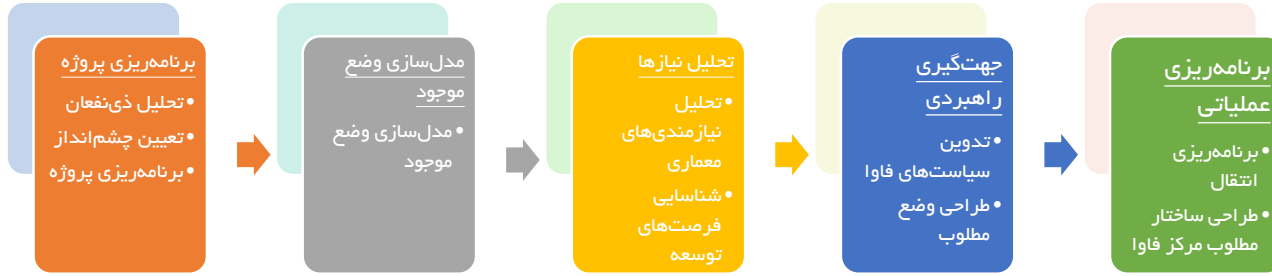 برنامه‌ریزی پروژه
•تحلیل ذی‌نفعان
•تعیین چشم‌انداز
•برنامه‌ریزی پروژه
مدل‌سازی وضع
موجود
•مدل‌سازی وضع
موجود
تحلیل نیازها
•تحلیل
نیازمندی‌های
معماری
•شناسایی
فرصت‌های
توسعه
جهت‌گیری
راهبردی
•تدوین
سیاست‌های فاوا
•طراحی وضع
مطلوب
برنامه‌ریزی
عملیاتی
•برنامه‌ریزی
انتقال
•طراحی ساختار
مطلوب مرکز فاوا